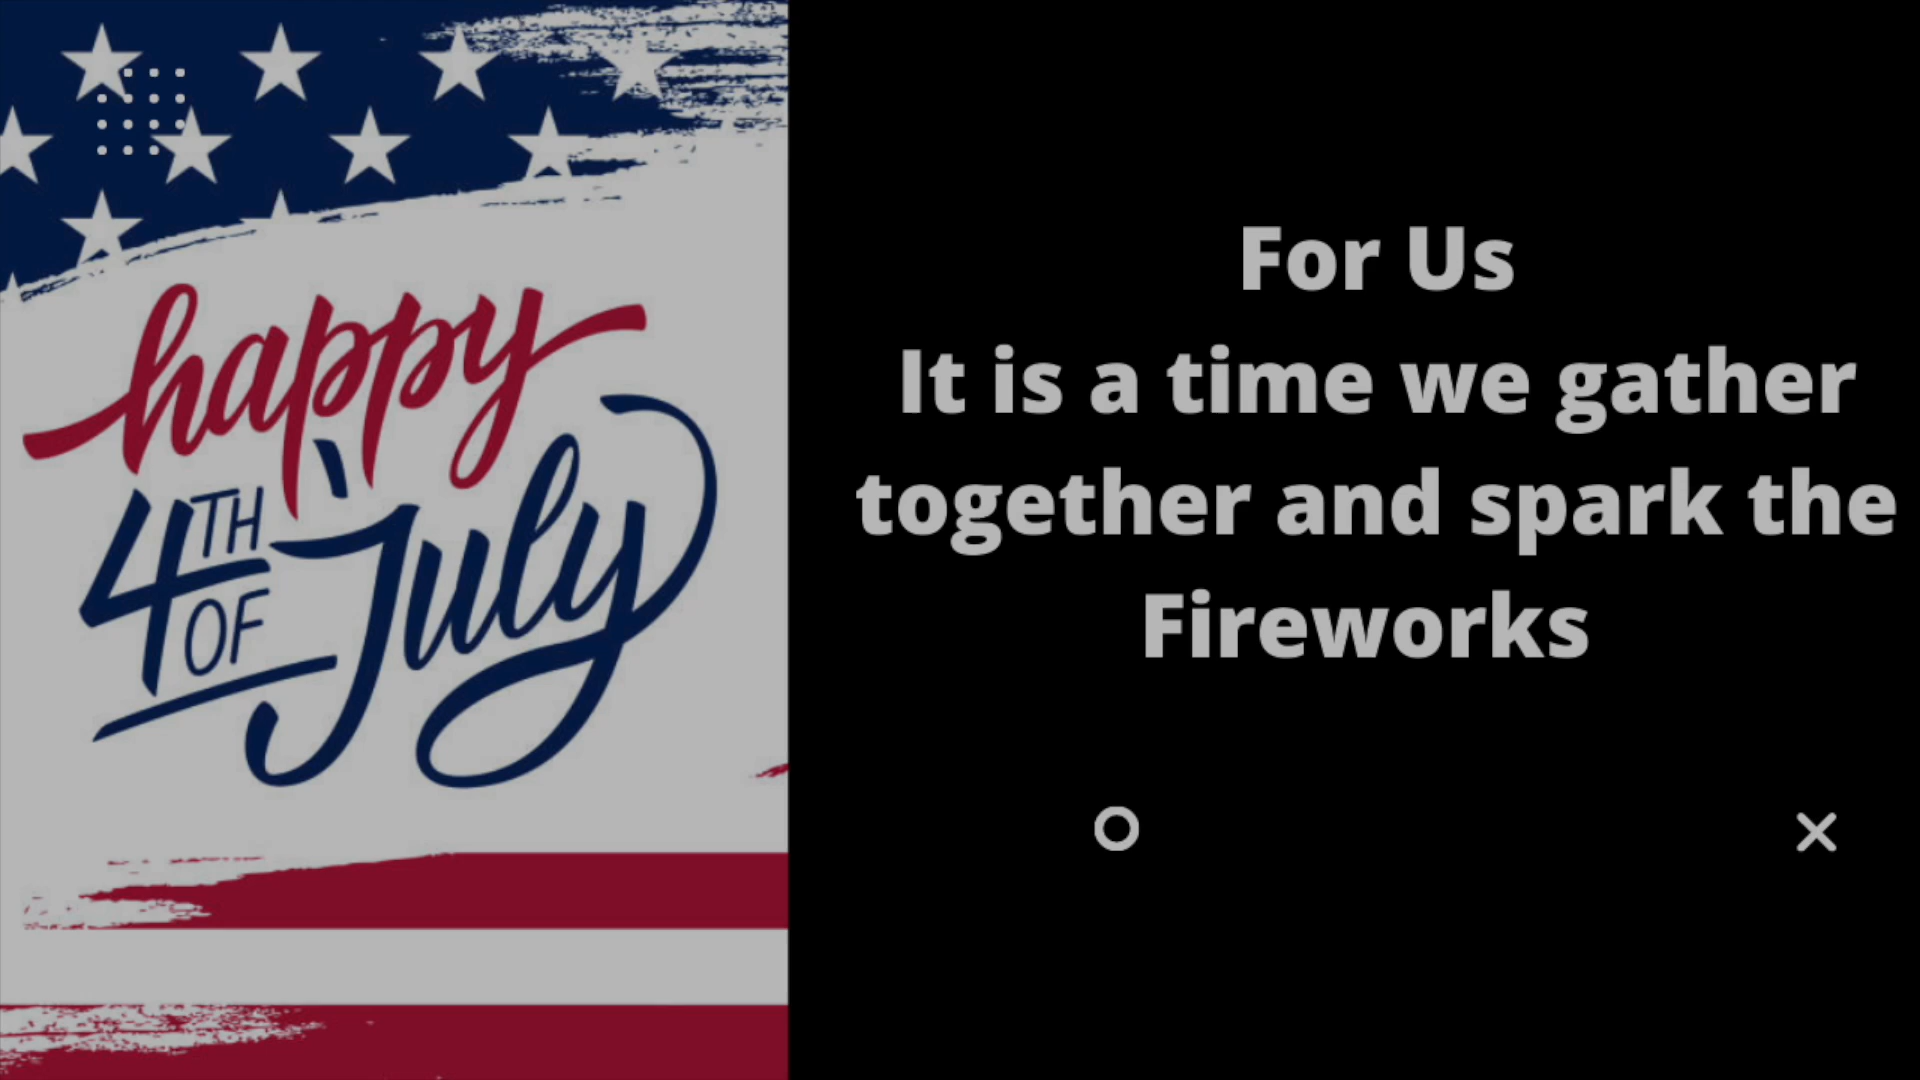 happy
4TH
OF July
For Us
It is a time we gather
together and spark the
Fireworks